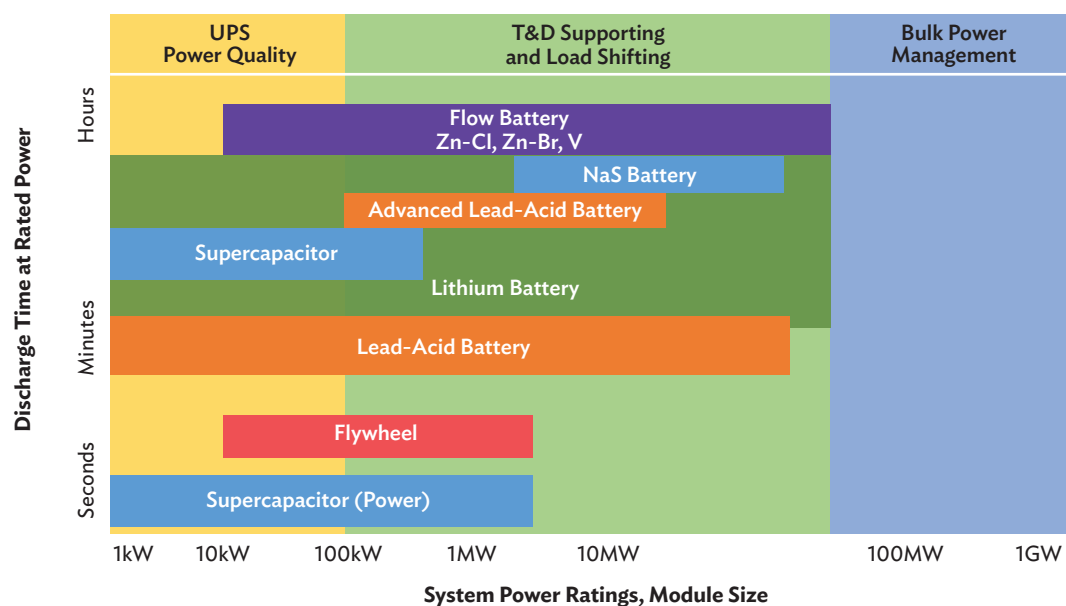 UPS
Power Quality
T&D Supporting
and Load Shifting
Bulk Power
Management
Discharge Time at Rated Power
Hours
Minutes
Seconds
Flow Battery
Zn-Cl, Zn-Br, V
NaS Battery
Advanced Lead-Acid Battery
Supercapacitor
Lithium Battery
Lead-Acid Battery
Flywheel
Supercapacitor (Power)
1kW 10kW 100kW 1MW 10MW 100MW 1GW
System Power Ratings, Module Size